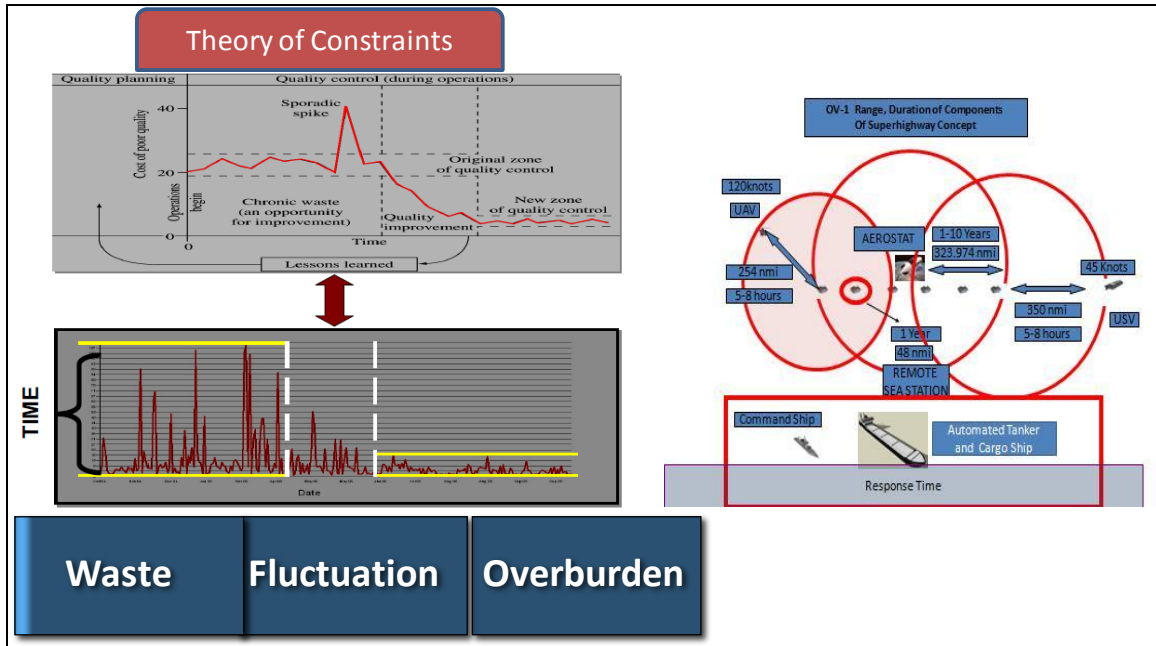 Theory of Constraints
Quality planning
Quality control (during operations)
Cost of poor quality
40
20
0
Sporadic
spike
Original zone
of quality control
Operations
begin
Chronic waste
(an opportunity
for improvement)
Quality
improvement
New zone
of quality control
0
Time
Lessons learned
TIME
Date
Waste
Fluctuation
Overburden
OV-1 Range, Duration of Components
Of Superhighway Concept
120knots
UAV
254 nmi
5-8 hours
AEROSTAT
1-10 Years
323.974 nmi
45 Knots
USV
350 nmi
5-8 hours
1 Year
48 nmi
REMOTE
SEA STATION
Command Ship
Automated Tanker
and Cargo Ship
Response Time